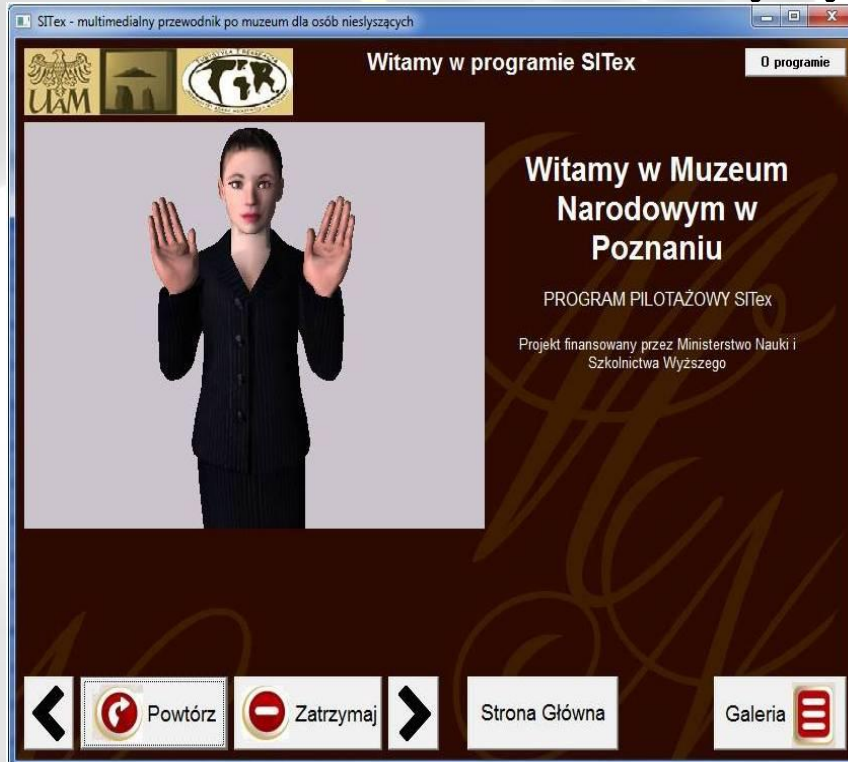 SITex - multimedialny przewodnik po muzeum dla osób niesłyszących
UAM
TIR
Witamy w programie SITex
O programie
Witamy w Muzeum
Narodowym w
Poznaniu
PROGRAM PILOTAŻOWY SITex
Projekt finansowany przez Ministerstwo Nauki i
Szkolnictwa Wyższego
Powtórz
Zatrzymaj
Strona Główna
Galeria